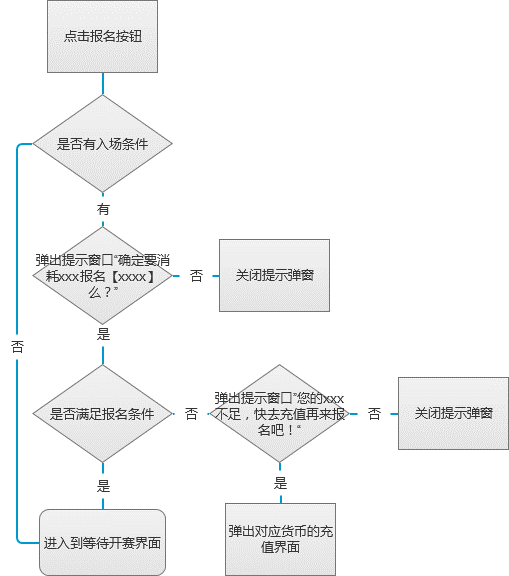 点击报名按钮
是否有入场条件
有
弹出提示窗口“确定要消
耗xxx报名【xxxx】
么？”
否
关闭提示弹窗
是
否
是否满足报名条件
否
弹出提示窗口“您的xxx
不足，快去充值再来报
名吧！“
否
关闭提示弹窗
是
是
进入到等待开赛界面
弹出对应货币的充
值界面